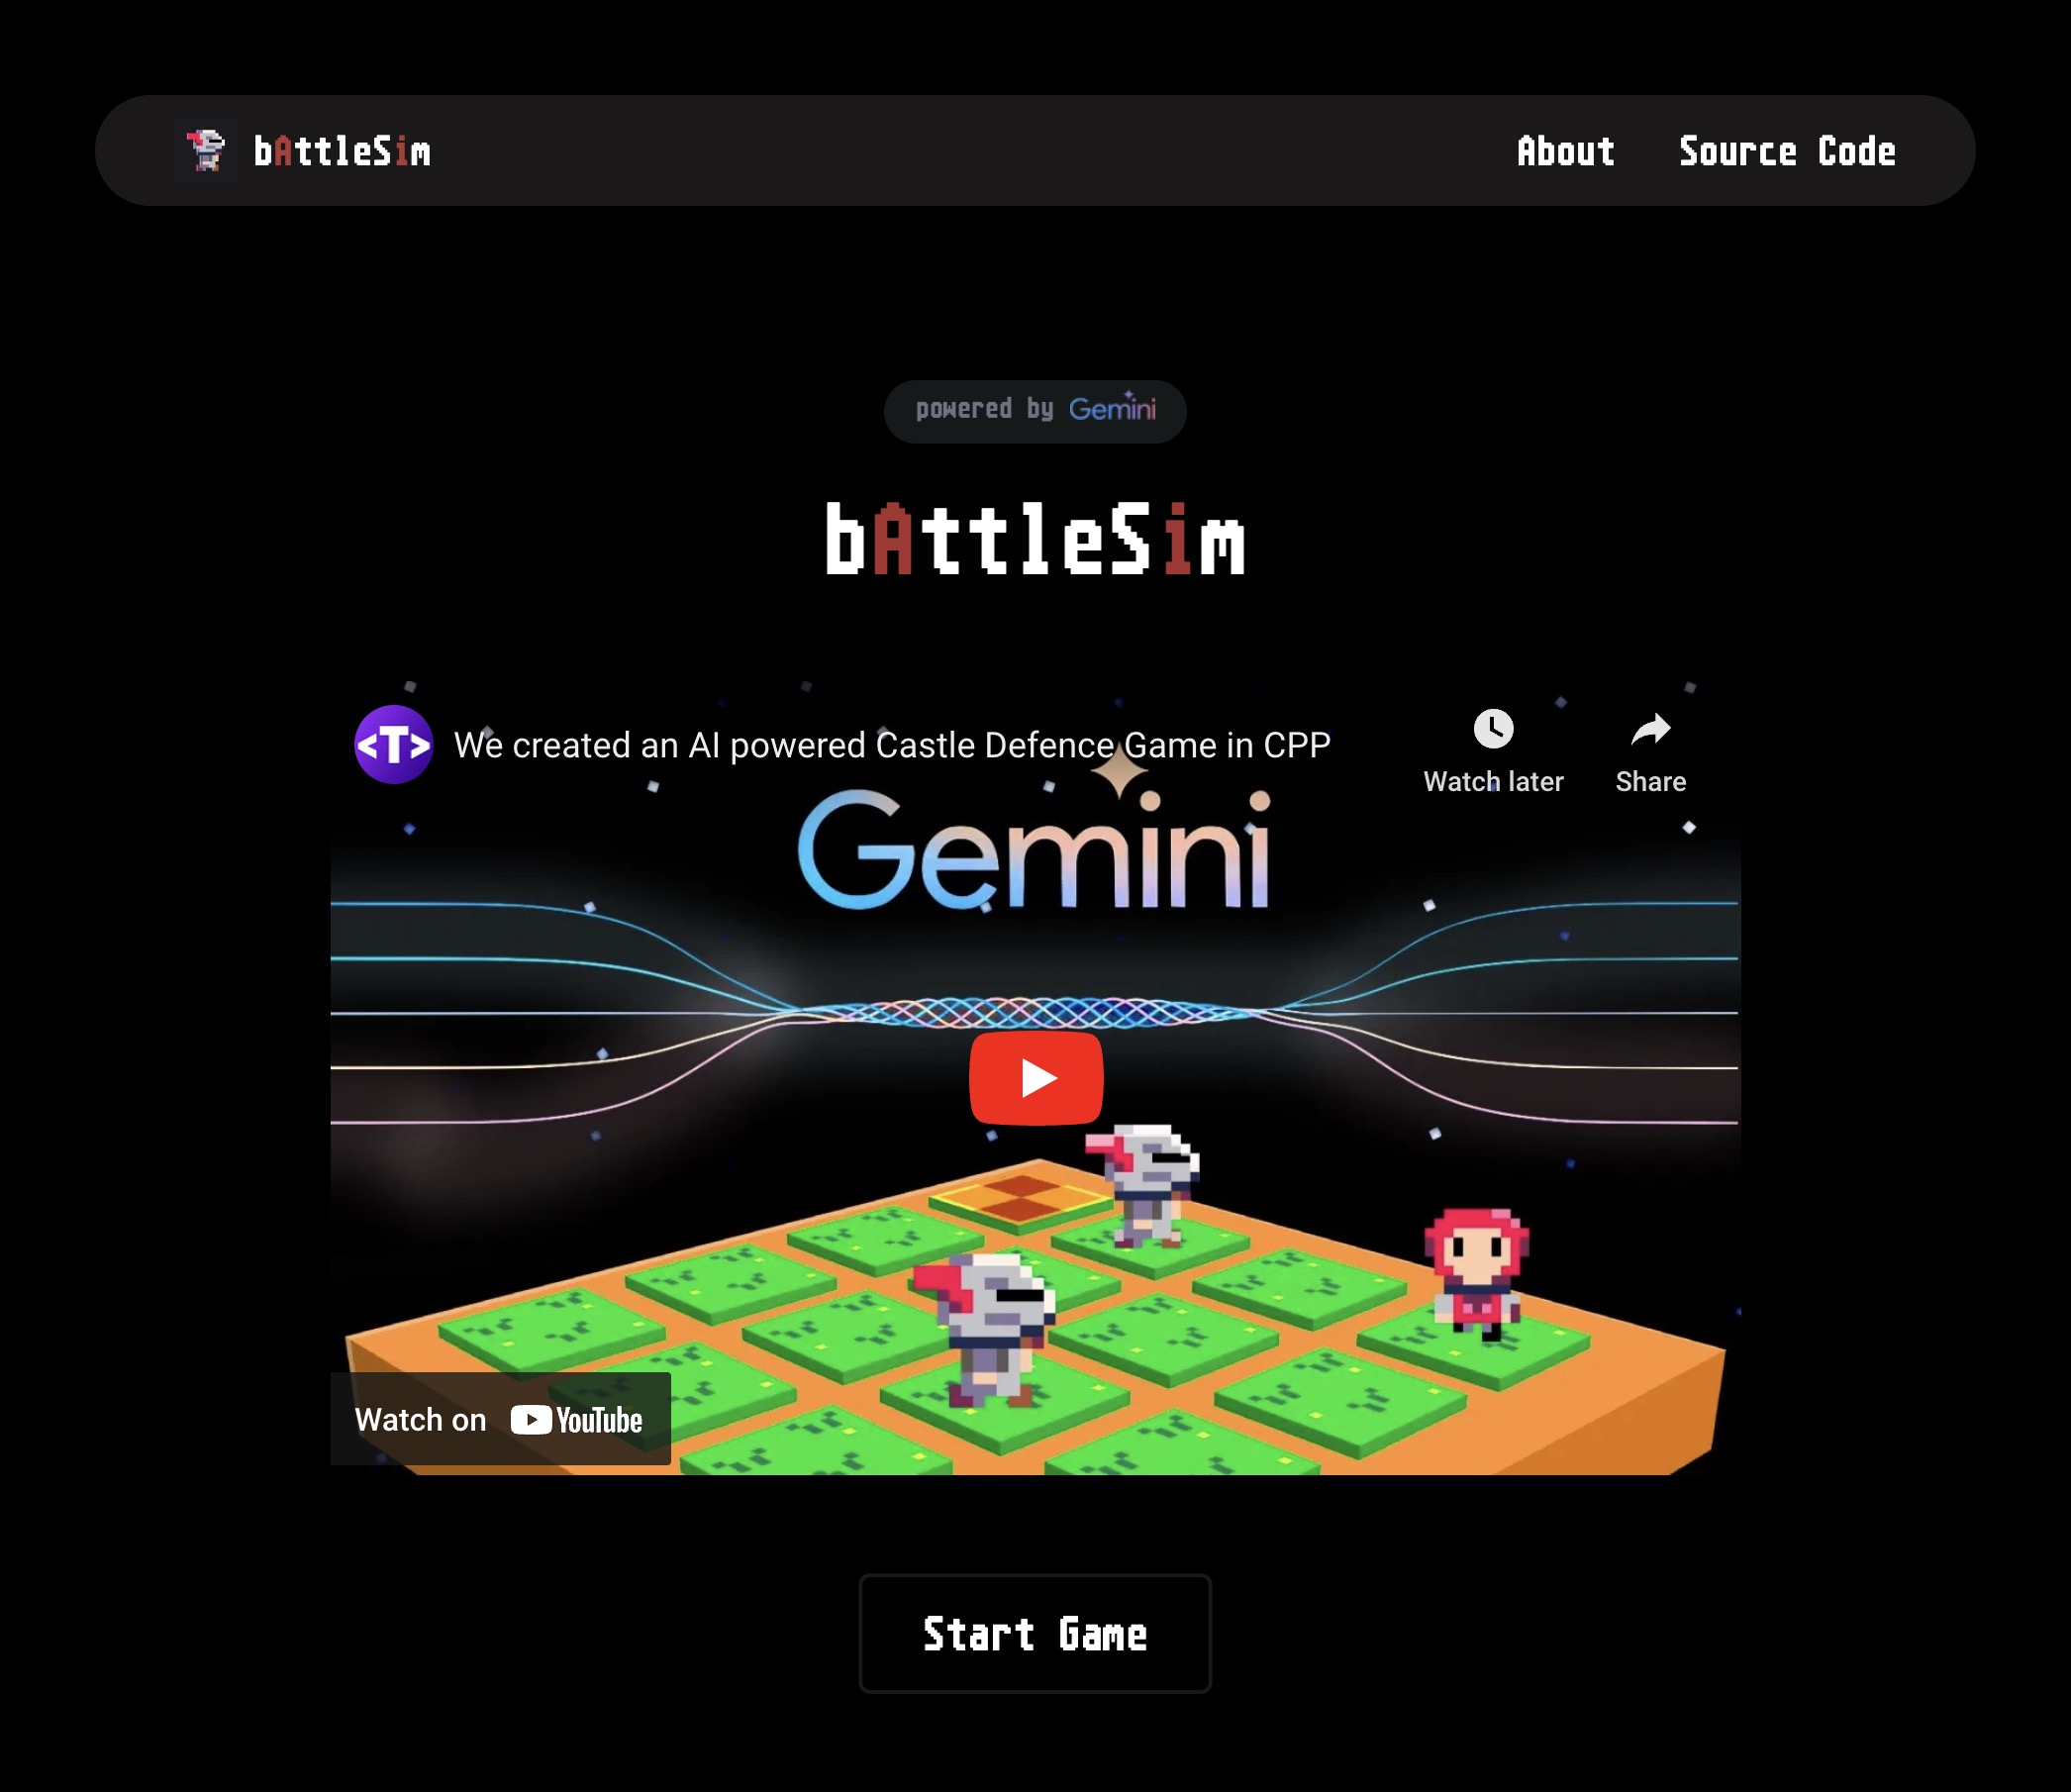 bAttleSim
About
Source Code
powered by Gemini
bAttleSim
<T>
We created an AI powered Castle Defence Game in CPP
Watch later
Share
Gemini
Watch on YouTube
Start Game